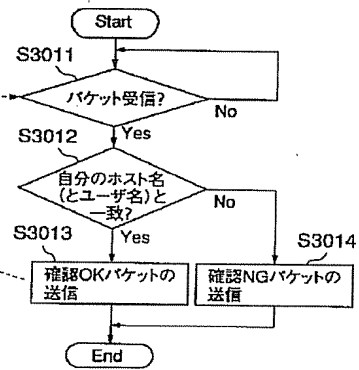 Start
S3011
パケット受信?
No
Yes
S3012
自分のホスト名
(とユーザ名)と
一致?
No
Yes
S3013
S3014
確認OKパケットの
送信
確認NGパケットの
送信
End